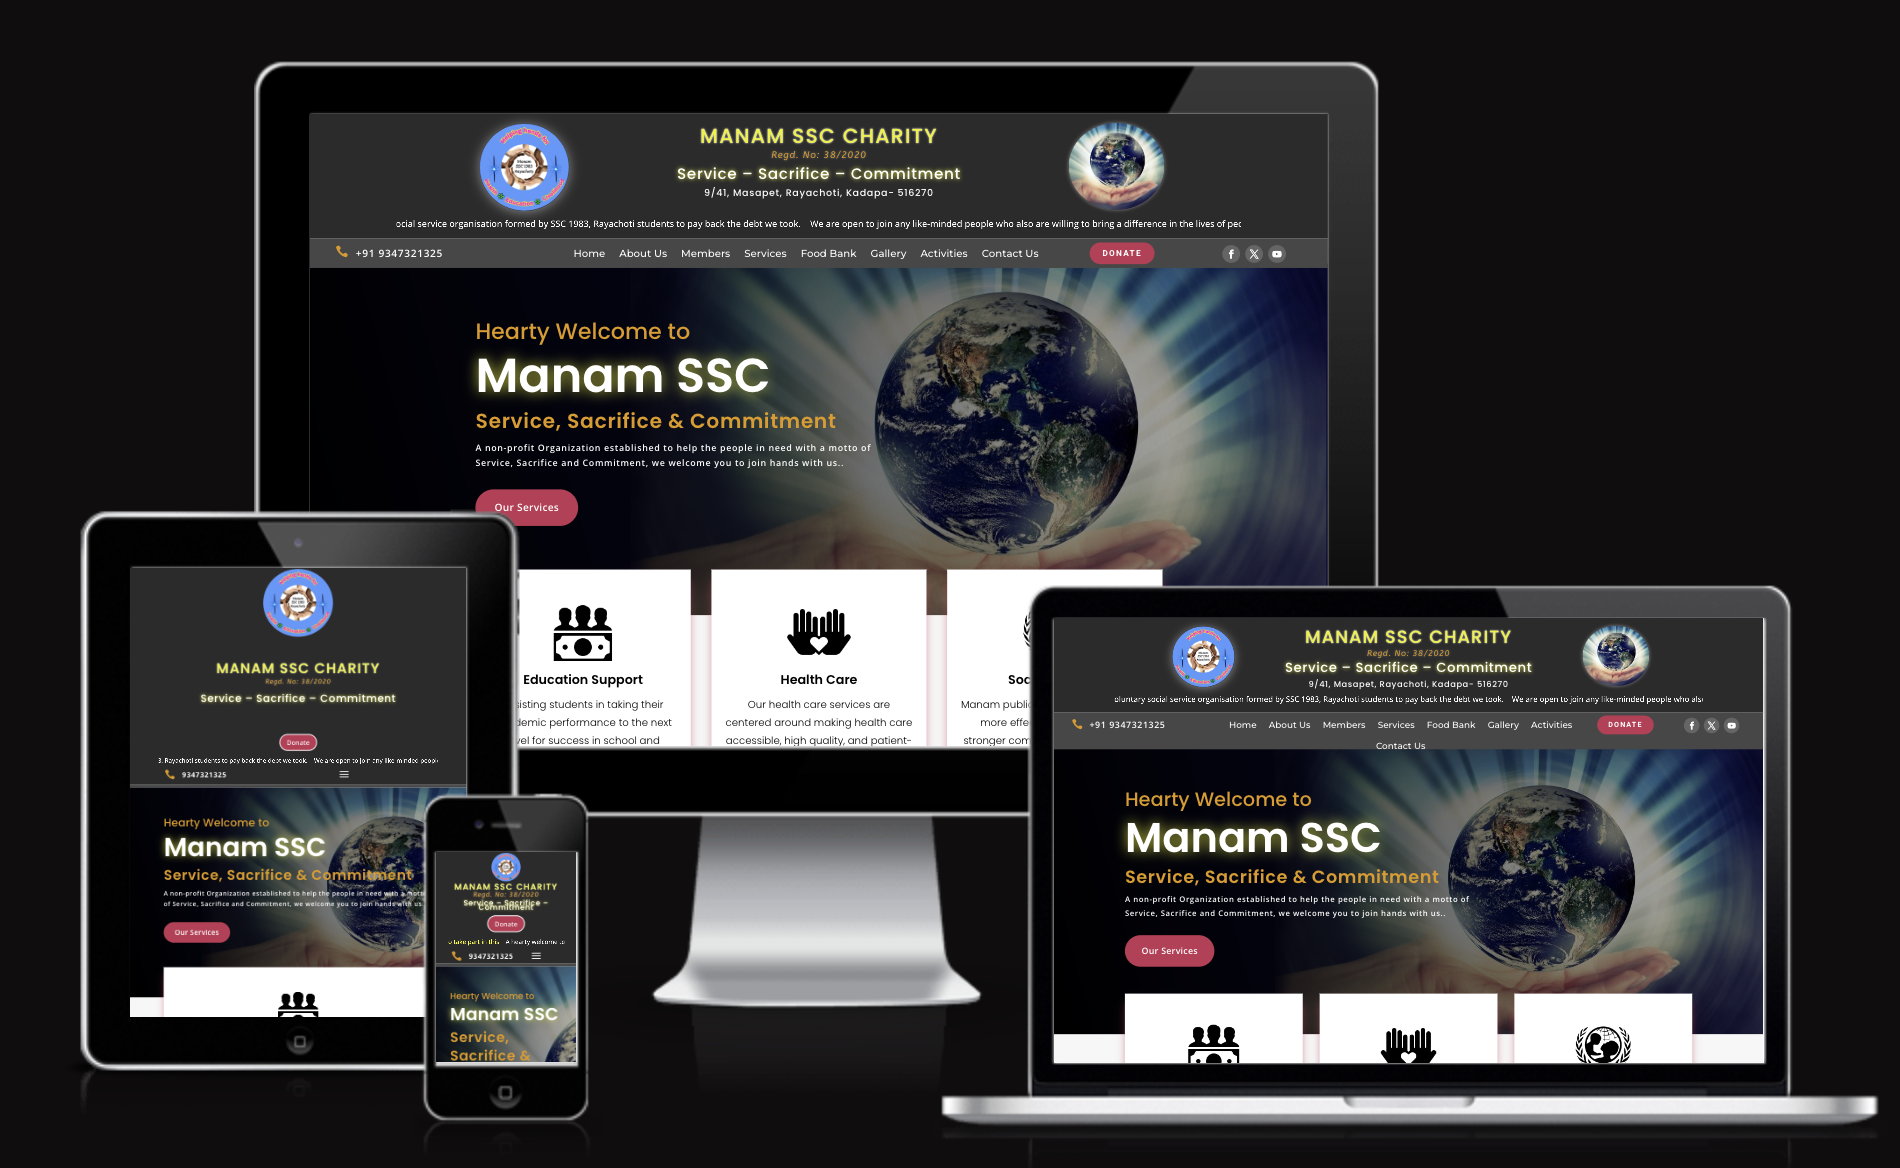 MANAM SSC CHARITY
Regd. No: 38/2020
Service – Sacrifice – Commitment
9/41, Masapet, Rayachoti, Kadapa- 516270
social service organisation formed by SSC 1983, Rayachoti students to pay back the debt we took. We are open to join any like-minded people who also are willing to bring a difference in the lives of
+91 9347321325 Home About Us Members Services Food Bank Gallery Activities Contact Us DONATE
Hearty Welcome to
Manam SSC
Service, Sacrifice & Commitment
A non-profit Organization established to help the people in need with a motto of
Service, Sacrifice and Commitment, we welcome you to join hands with us..
Our Services
Education Support
students in taking their
performance to the next
for success in school and
Health Care
Our health care services are
centered around making health care
accessible, high quality, and patient-
Manam
more
stronger
MANAM SSC CHARITY
Regd. No: 38/2020
Service – Sacrifice – Commitment
Donate
Rayachoti students to pay back the debt we took. We are open to join any like-minded
9347321325
Hearty Welcome to
Manam SSC
Service, Sacrifice & Commitment
A non-profit Organization established to help the people in need with a
of Service, Sacrifice and Commitment, we welcome you to join hands with us.
Our Services
MANAM SSC CHARITY
Regd. No: 38/2020
Service – Sacrifice –
Commitment
Donate
take part in this A hearty welcome to
9347321325
Hearty Welcome to
Manam SSC
Service,
Sacrifice &
MANAM SSC CHARITY
Regd. No: 38/2020
Service – Sacrifice – Commitment
9/41, Masapet, Rayachoti, Kadapa- 516270
social service organisation formed by SSC 1983, Rayachoti students to pay back the debt we took. We are open to join any like-minded people who
+91 9347321325 Home About Us Members Services Food Bank Gallery Activities DONATE
Contact Us
Hearty Welcome to
Manam SSC
Service, Sacrifice & Commitment
A non-profit Organization established to help the people in need with a motto of
Service, Sacrifice and Commitment, we welcome you to join hands with us..
Our Services